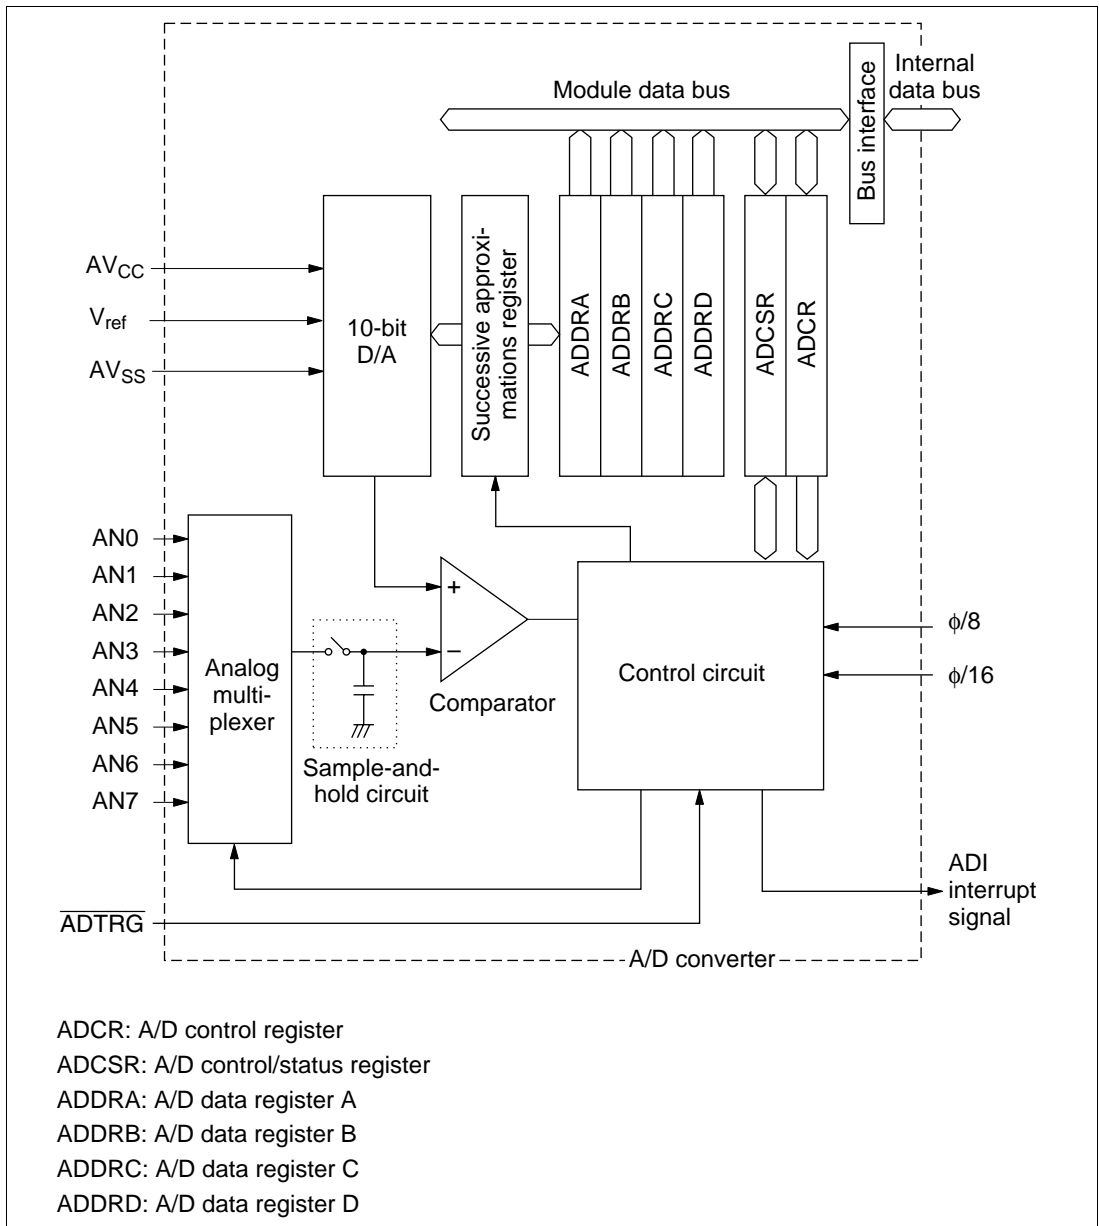 Module data bus
Internal
data bus
Bus interface
AVCC
Vref
AVSS
10-bit
D/A
Successive approxi-
mations register
ADDRA
ADDRB
ADDRC
ADDRD
ADCSR
ADCR
AN0
AN1
AN2
AN3
AN4
AN5
AN6
AN7
Analog
multi-
plexer
+
−
Comparator
Sample-and-
hold circuit
Control circuit
ϕ/8
ϕ/16
ADI
interrupt
signal
ADTRG
A/D converter
ADCR: A/D control register
ADCSR: A/D control/status register
ADDRA: A/D data register A
ADDRB: A/D data register B
ADDRC: A/D data register C
ADDRD: A/D data register D